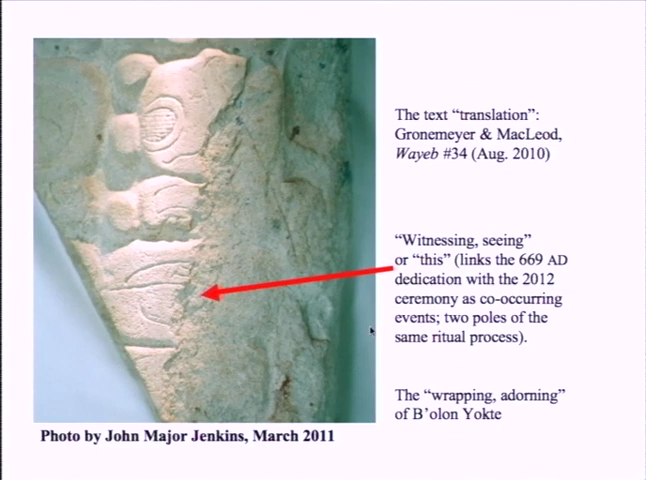 The text “translation”:
Gronemeyer & MacLeod,
Wayeb #34 (Aug. 2010)
“Witnessing, seeing”
or “this” (links the 669 AD
dedication with the 2012
ceremony as co-occurring
events; two poles of the
same ritual process).
The “wrapping, adorning”
of B’olon Yokte
Photo by John Major Jenkins, March 2011